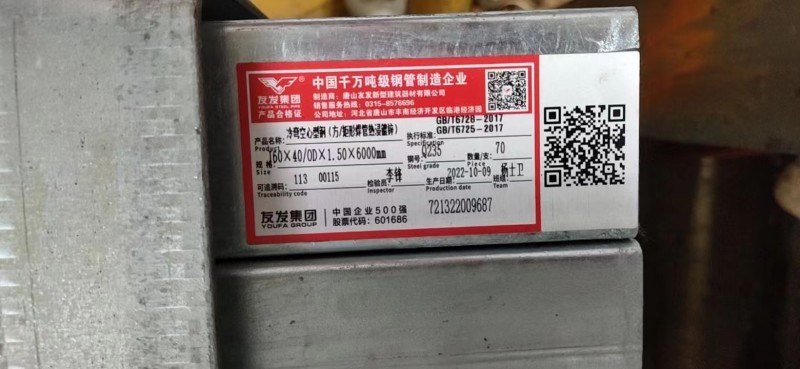 友发集团
YOUFA STEEL PIPE
产品合格证
中国千万吨级钢管制造企业
制造商：唐山友发新型建筑器材有限公司
销售服务热线：0315-8576696
公司地址：河北省唐山市丰南经济开发区临港经济园
产品名称:
Product
冷弯空心型钢（方/矩形焊管热浸镀锌）
执行标准:
Specification
GB/T6728-2017
GB/T6725-2017
规格:
Size
60×40/OD×1.50×6000mm
钢号:
Steel grade
Q235
数量/支:
Piece
70
可追溯码:
Traceability code
113 00115
检验员:
Inspector
李锋
生产日期:
Production date
2022-10-09
班组:
Team
杨士卫
友发集团
YOUFA GROUP
中国企业500强
股票代码：601686
721322009687